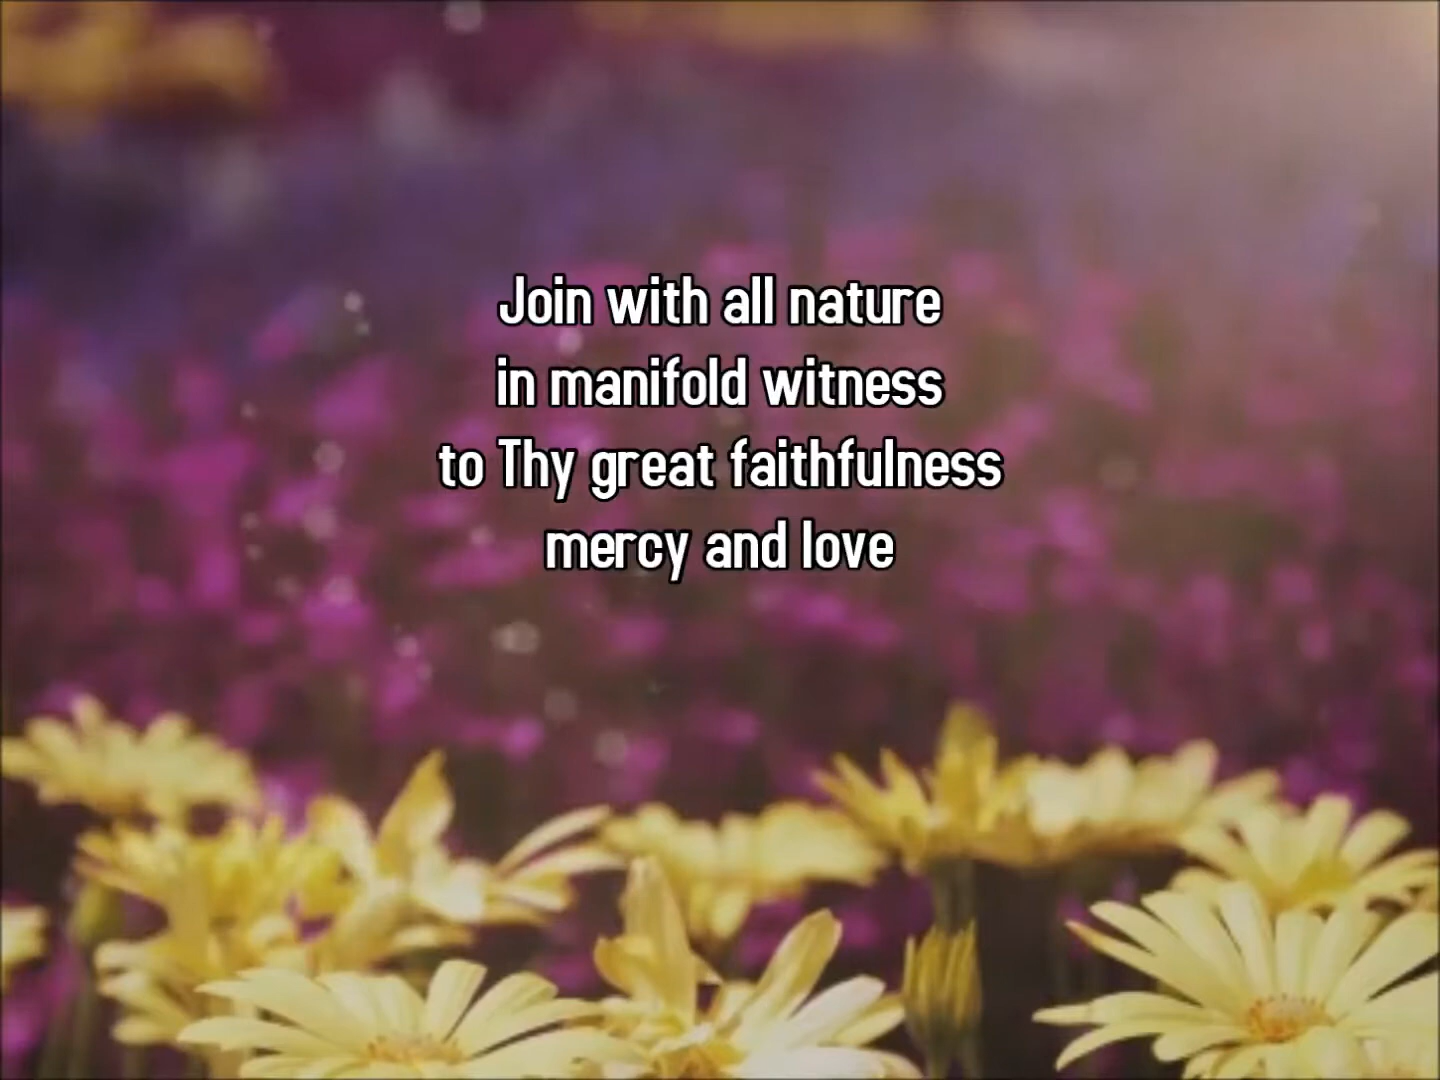 Join with all nature
in manifold witness
to Thy great faithfulness
mercy and love